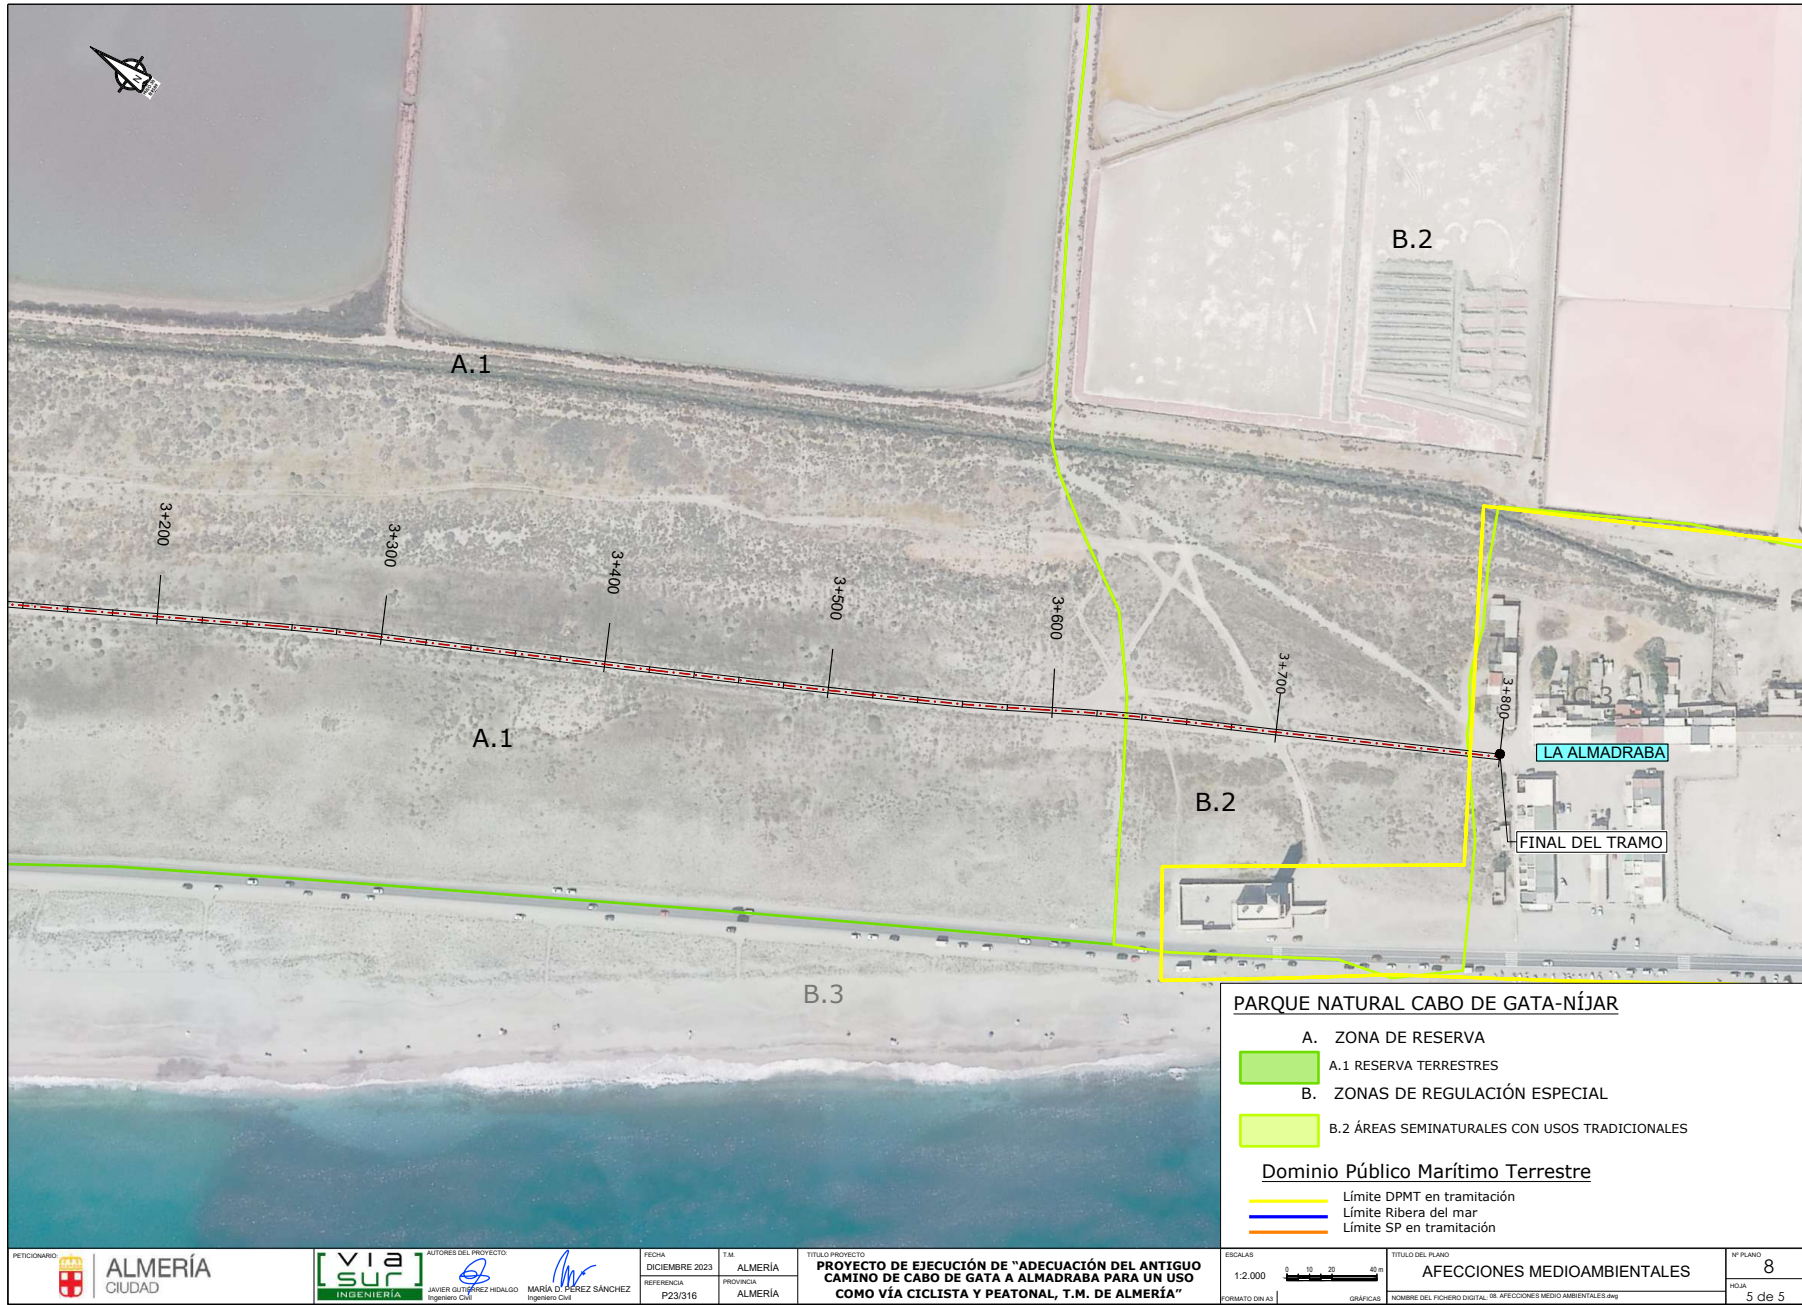 N
A.1
B.2
3+200
3+300
3+400
3+500
3+600
3+700
3+800
C.3
A.1
LA ALMADRABA
B.2
FINAL DEL TRAMO
B.3
PARQUE NATURAL CABO DE GATA-NÍJAR
A. ZONA DE RESERVA
A.1 RESERVA TERRESTRES
B. ZONAS DE REGULACIÓN ESPECIAL
B.2 ÁREAS SEMINATURALES CON USOS TRADICIONALES
Dominio Público Marítimo Terrestre
Límite DPMT en tramitación
Límite Ribera del mar
Límite SP en tramitación
PETICIONARIO:
ALMERÍA
CIUDAD
vıa
sur
INGENIERÍA
AUTORES DEL PROYECTO:
JAVIER GUTIÉRREZ HIDALGO
Ingeniero Civil
MARÍA D. PÉREZ SÁNCHEZ
Ingeniero Civil
FECHA
DICIEMBRE 2023
REFERENCIA
P23/316
T.M.
ALMERÍA
PROVINCIA
ALMERÍA
TITULO PROYECTO
PROYECTO DE EJECUCIÓN DE “ADECUACIÓN DEL ANTIGUO
CAMINO DE CABO DE GATA A ALMADRABA PARA UN USO
COMO VÍA CICLISTA Y PEATONAL, T.M. DE ALMERÍA”
ESCALAS
1:2.000
0 10 20 40 m
FORMATO DIN A3
GRÁFICAS
TITULO DEL PLANO
AFECCIONES MEDIOAMBIENTALES
NOMBRE DEL FICHERO DIGITAL: 08. AFECCIONES MEDIO AMBIENTALES.dwg
Nº PLANO
8
HOJA
5 de 5